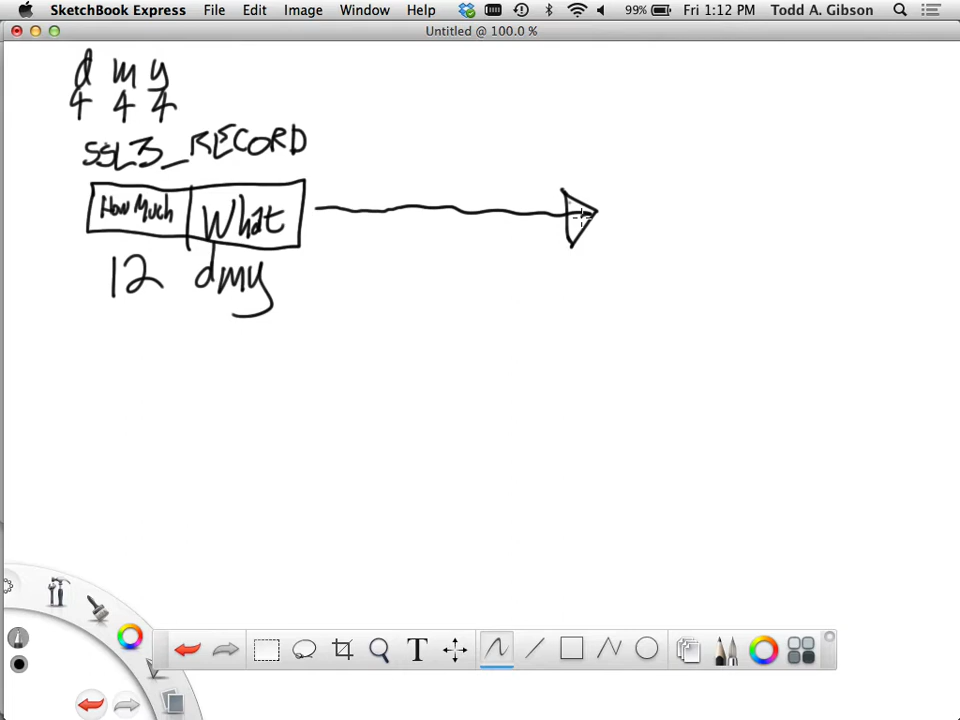 SketchBook Express File Edit Image Window Help 99% Fri 1:12 PM Todd A. Gibson
Untitled @ 100.0 %
d m y
4 4 4
SSL3_RECORD
How Much What
12 dmy
T